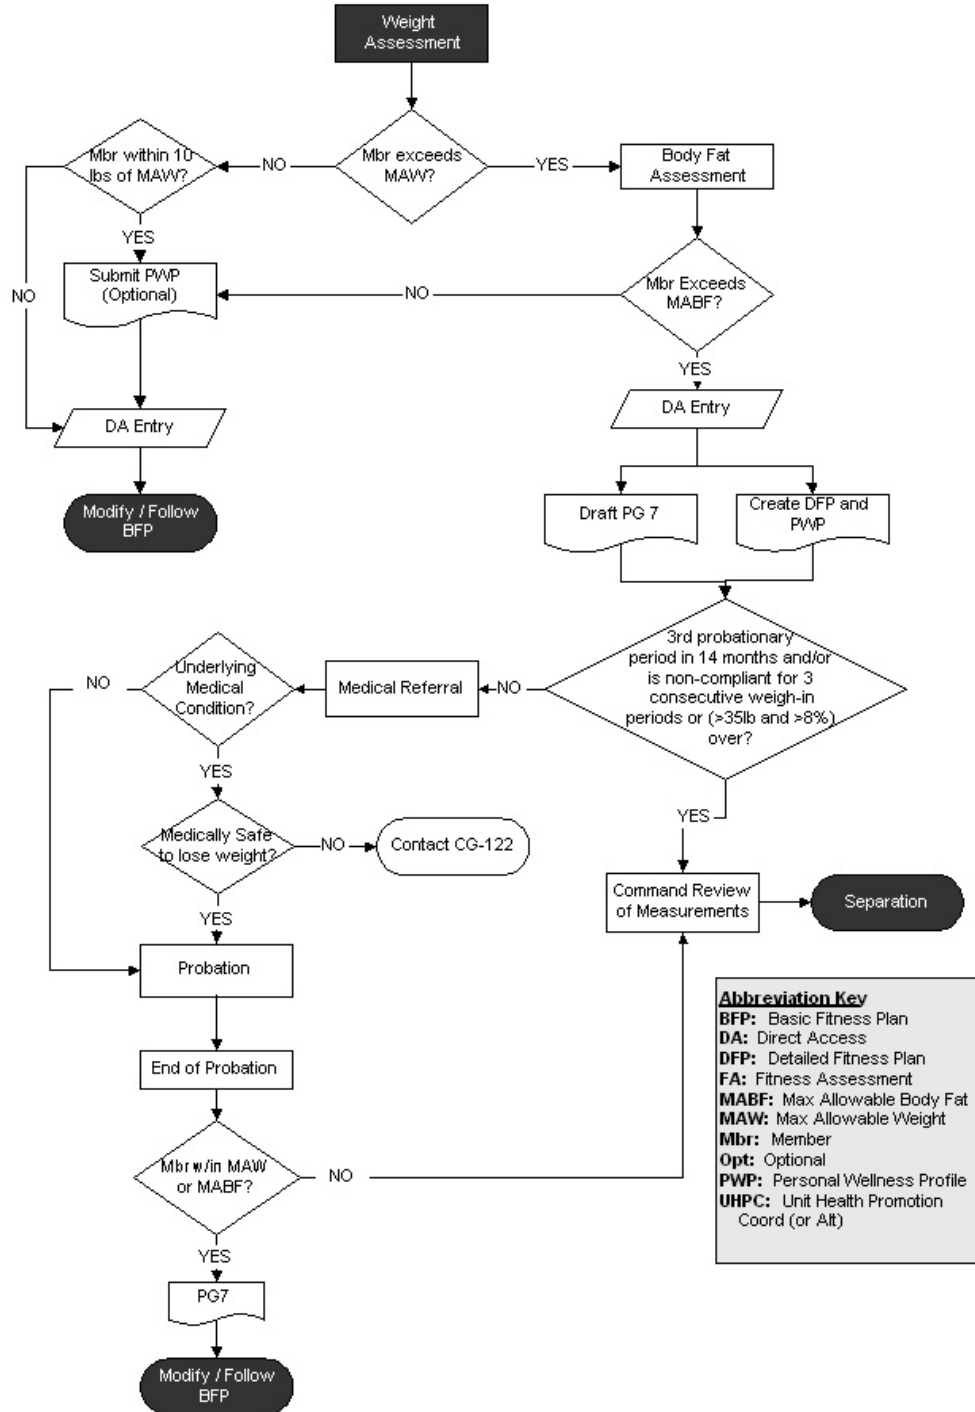 Weight
Assessment
Mbr within 10
lbs of MAW?
NO
Mbr exceeds
MAW?
YES
Body Fat
Assessment
YES
Submit PWP
(Optional)
NO
NO
Mbr Exceeds
MABF?
YES
DA Entry
DA Entry
Modify / Follow
BFP
Draft PG 7
Create DFP and
PWP
3rd probationary
period in 14 months and/or
is non-compliant for 3
consecutive weigh-in
periods or (>35lb and >8%)
over?
NO
Medical Referral
Underlying
Medical
Condition?
NO
YES
YES
Medically Safe
to lose weight?
NO
Contact CG-122
YES
Command Review
of Measurements
Separation
Probation
End of Probation
Mbr w/in MAW
or MABF?
NO
YES
PG7
Modify / Follow
BFP
Abbreviation Key
BFP: Basic Fitness Plan
DA: Direct Access
DFP: Detailed Fitness Plan
FA: Fitness Assessment
MABF: Max Allowable Body Fat
MAW: Max Allowable Weight
Mbr: Member
Opt: Optional
PWP: Personal Wellness Profile
UHPC: Unit Health Promotion
Coord (or Alt)